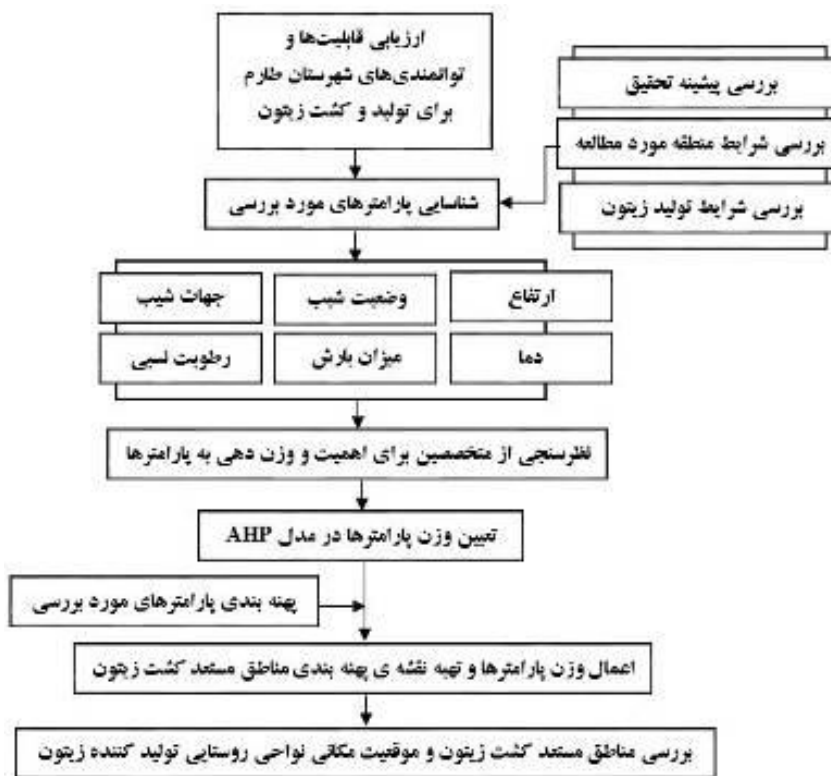 ارزیابی قابلیت‌ها و
توانمندی‌های شهرستان طارم
برای تولید و کشت زیتون
بررسی پیشینه تحقیق
بررسی شرایط منطقه مورد مطالعه
بررسی شرایط تولید زیتون
شناسایی پارامترهای مورد بررسی
ارتفاع
وضعیت شیب
جهات شیب
دما
میزان بارش
رطوبت نسبی
نظرسنجی از متخصصین برای اهمیت و وزن دهی به پارامترها
تعیین وزن پارامترها در مدل AHP
پهنه بندی پارامترهای مورد بررسی
اعمال وزن پارامترها و تهیه نقشه ی پهنه بندی مناطق مستعد کشت زیتون
بررسی مناطق مستعد کشت زیتون و موقعیت مکانی نواحی روستایی تولید کننده زیتون